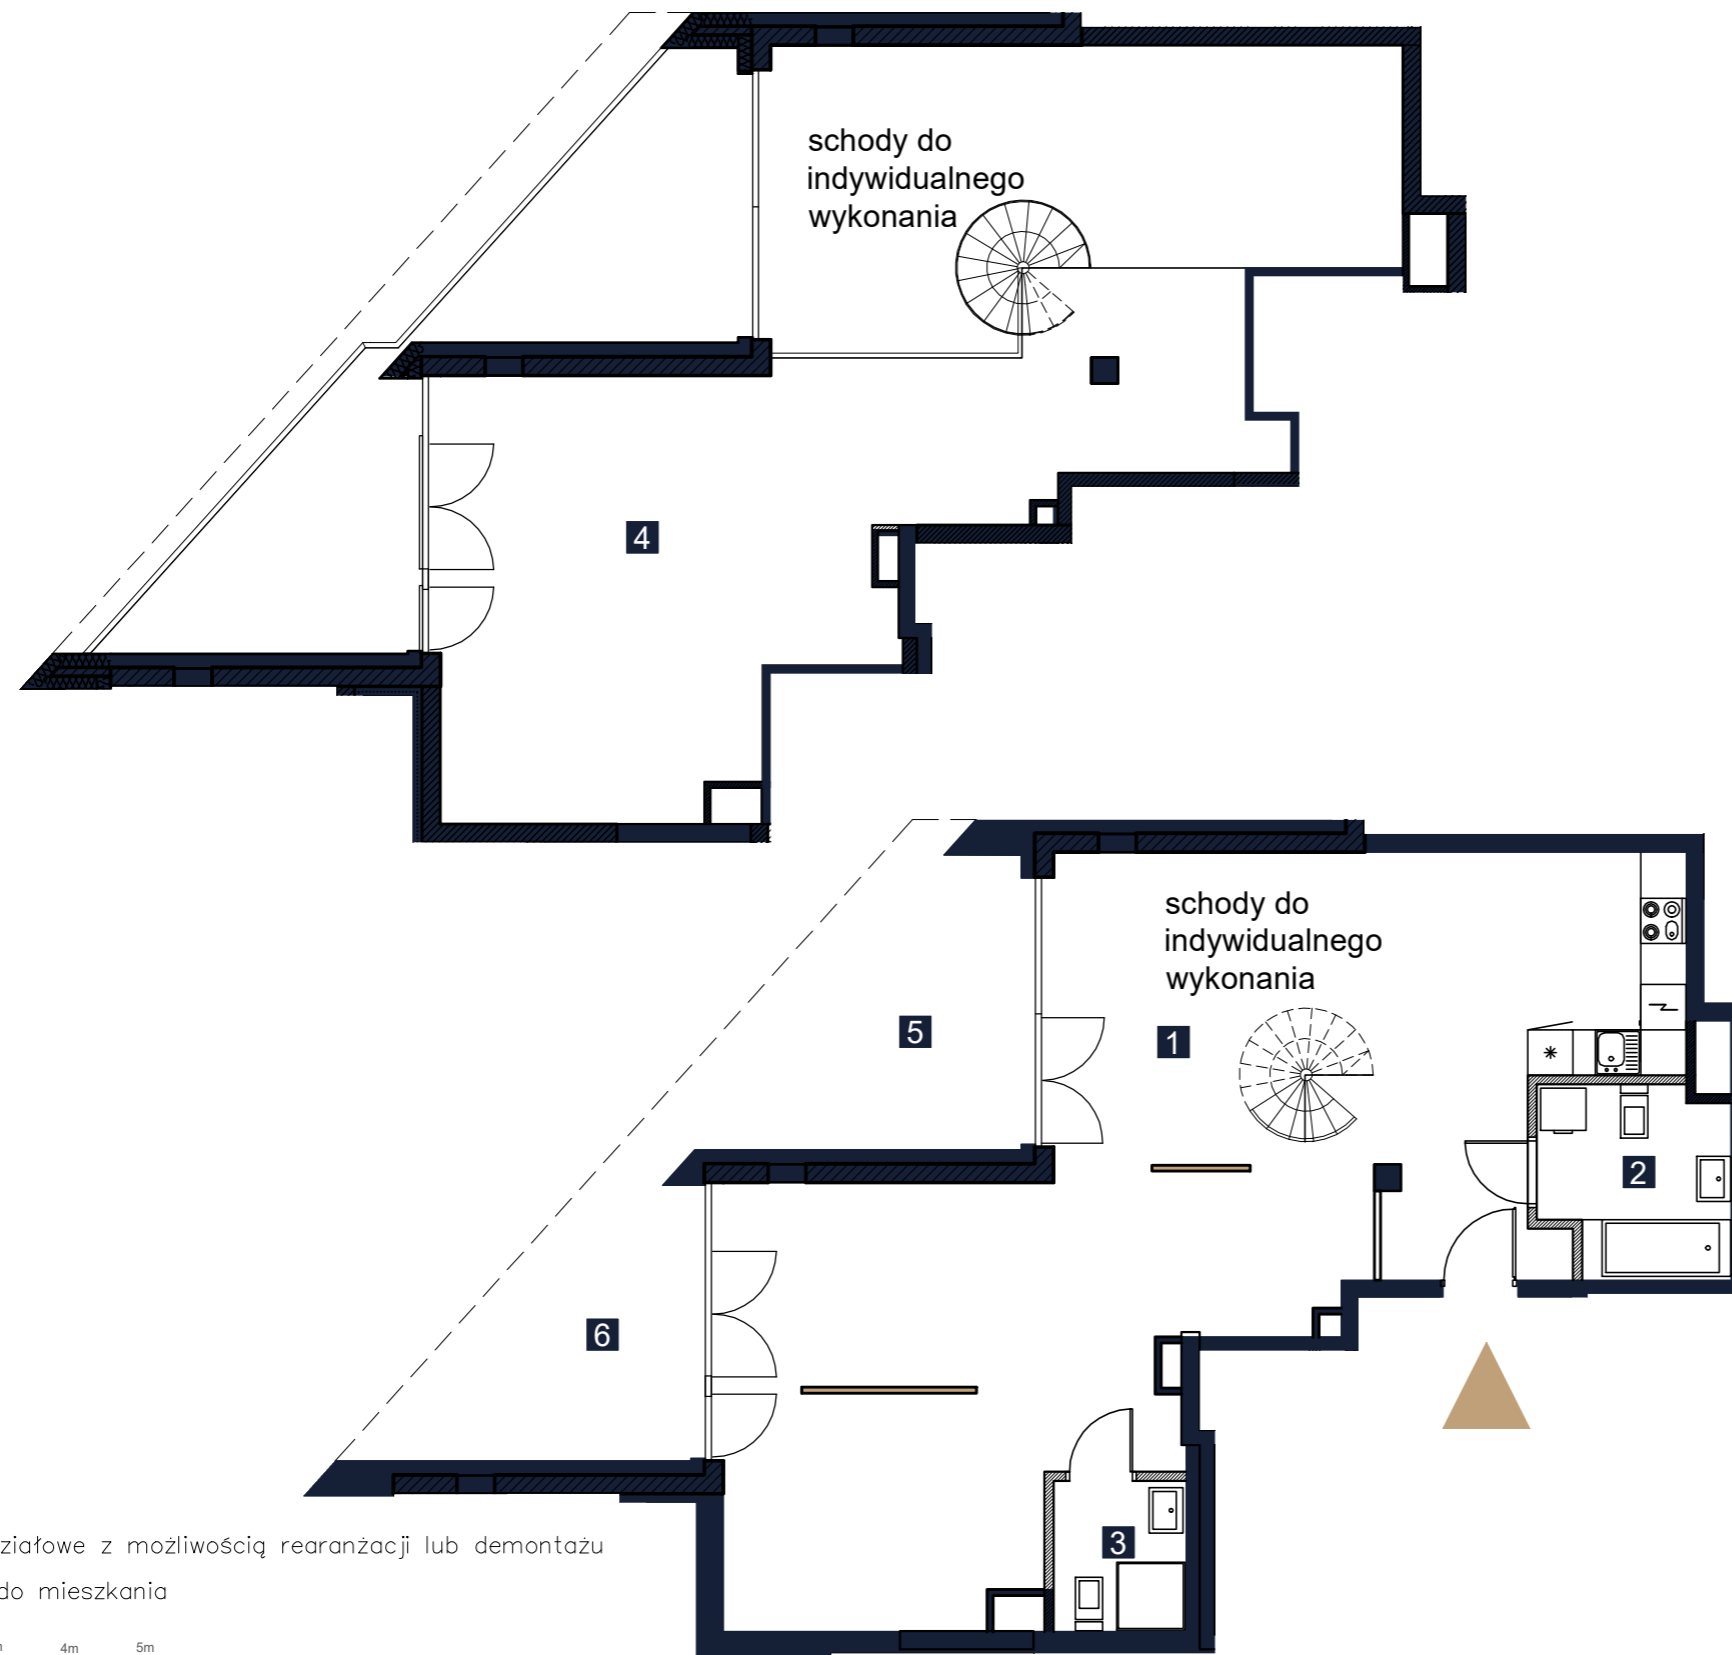 schody do
indywidualnego
wykonania
4
schody do
indywidualnego
wykonania
5
1
2
6
3
działowe z możliwością rearanżacji lub demontażu
do mieszkania
4m 5m